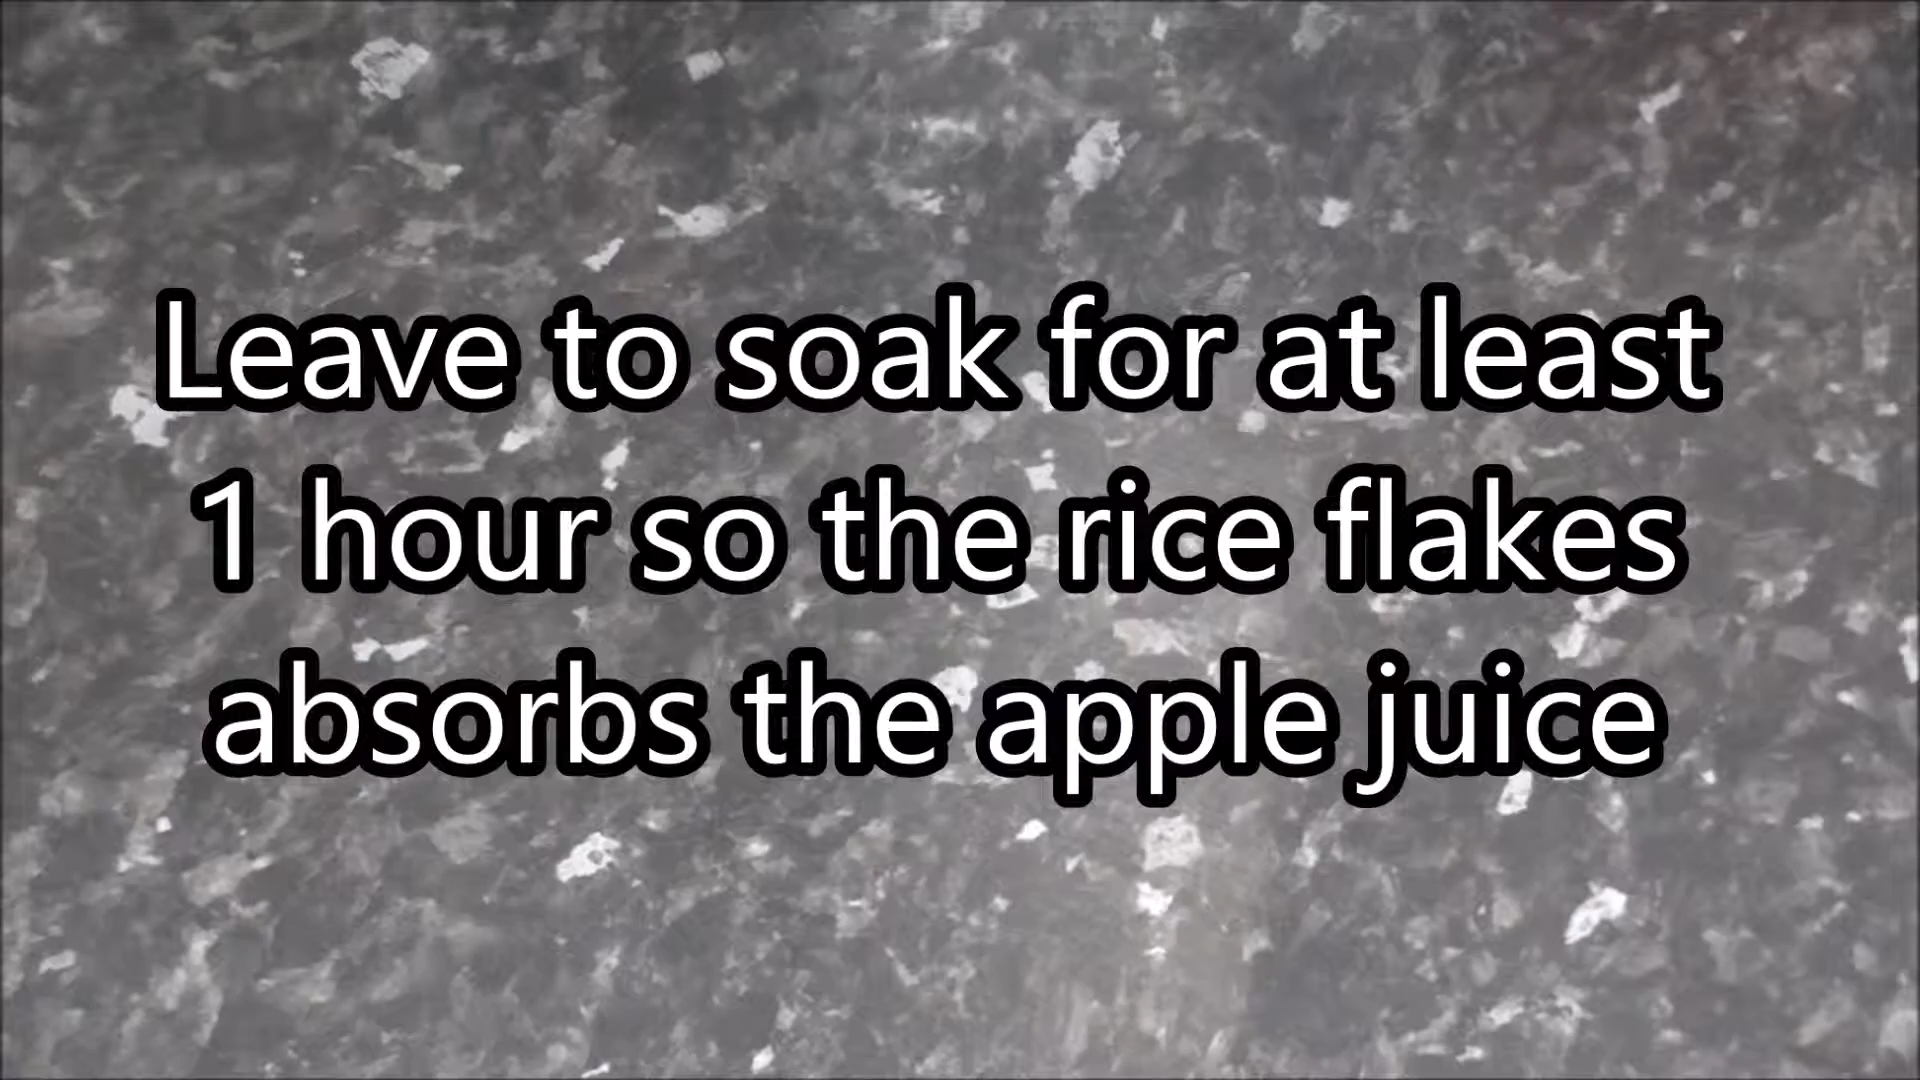 Leave to soak for at least
1 hour so the rice flakes
absorbs the apple juice